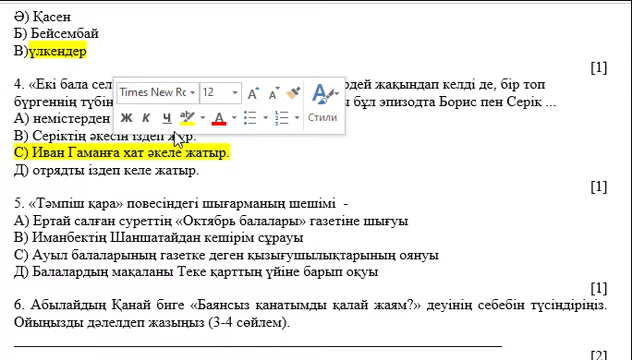 Ә) Қасен
Б) Бейсембай
В)үлкендер
[1]
4. «Екі бала сел рдей жақындап келді де, бір топ
Times New Rc 12
бүргеннің түбін ы бұл эпизодта Борис пен Серік ...
Ж К Ч А Стили
А) немістерден
В) Серіктің әкесін іздеп жүр.
С) Иван Гаманға хат әкеле жатыр.
Д) отрядты іздеп келе жатыр.
[1]
5. «Тәмпіш қара» повесіндегі шығарманың шешімі -
А) Ертай салған суреттің «Октябрь балалары» газетіне шығуы
В) Иманбектің Шаншатайдан кешірім сұрауы
С) Ауыл балаларының газетке деген қызығушылықтарының оянуы
Д) Балалардың мақаланы Теке қарттың үйіне барып оқуы
[1]
6. Абылайдың Қанай биге «Баянсыз қанатымды қалай жаям?» деуінің себебін түсіндіріңіз.
Ойыңызды дәлелдеп жазыңыз (3-4 сөйлем).
[2]